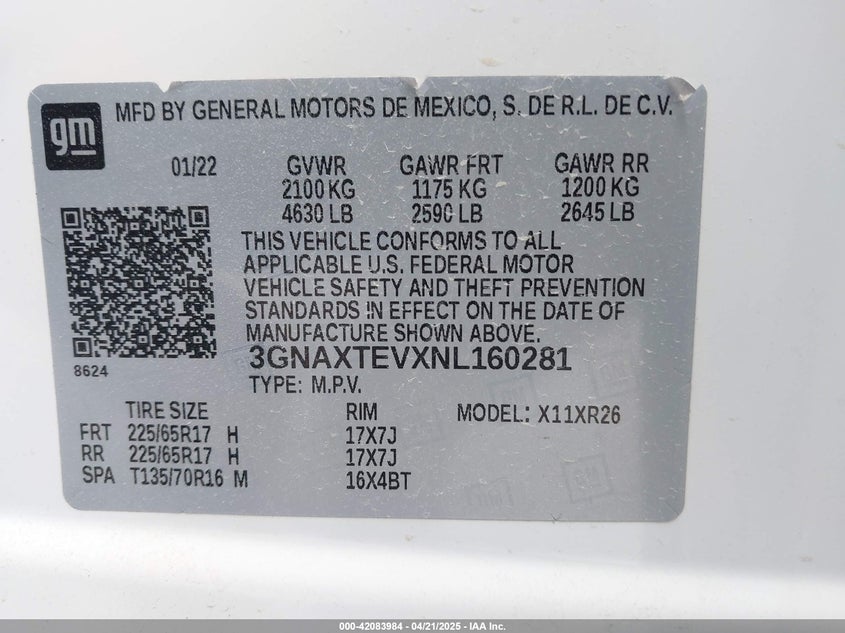 gm
MFD BY GENERAL MOTORS DE MEXICO, S. DE R.L. DE C.V.
01/22 GVWR GAWR FRT GAWR RR
2100 KG 1175 KG 1200 KG
4630 LB 2590 LB 2645 LB
THIS VEHICLE CONFORMS TO ALL
APPLICABLE U.S. FEDERAL MOTOR
VEHICLE SAFETY AND THEFT PREVENTION
STANDARDS IN EFFECT ON THE DATE OF
MANUFACTURE SHOWN ABOVE.
8624
3GNAXTEVXNL160281
TYPE: M.P.V.
TIRE SIZE RIM MODEL: X11XR26
FRT 225/65R17 H 17X7J
RR 225/65R17 H 17X7J
SPA T135/70R16 M 16X4BT
000-42083984 - 04/21/2025 - IAA Inc.